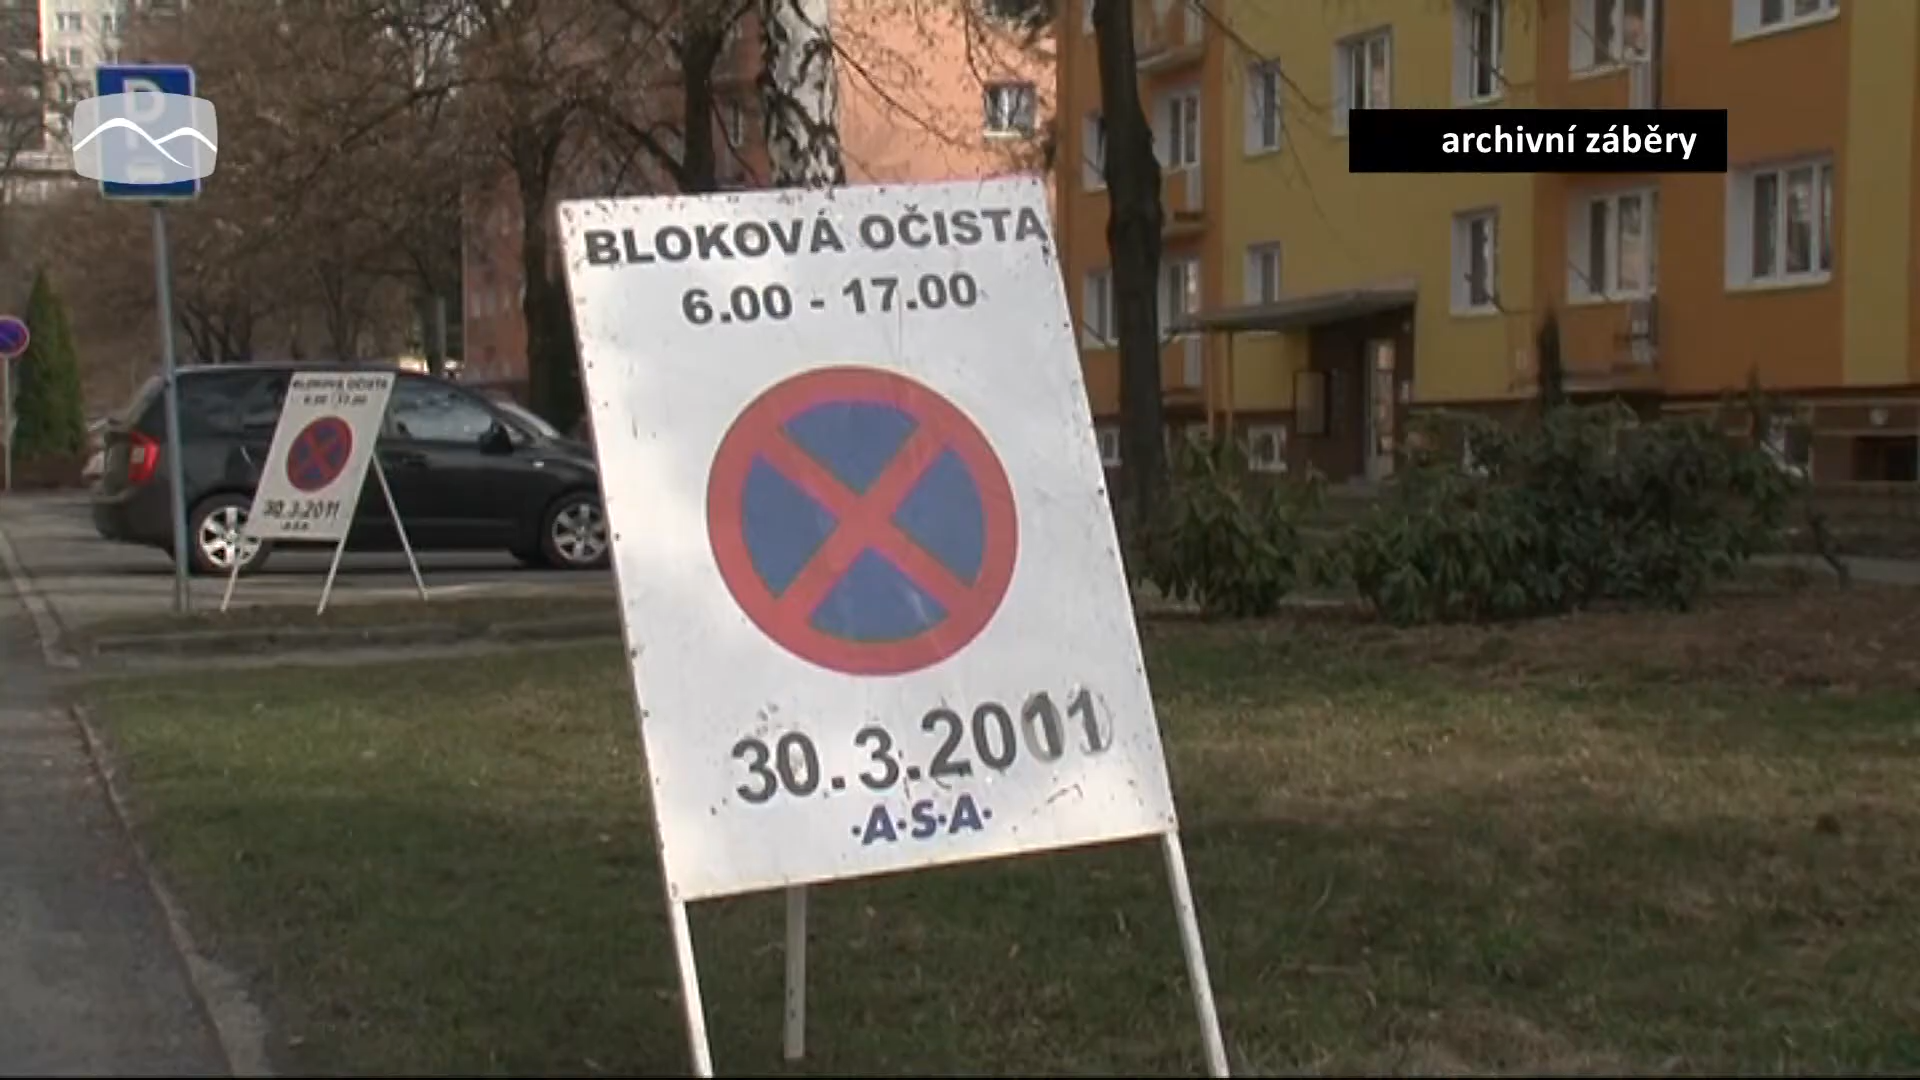 archivní záběry
BLOKOVÁ OČISTA
6.00 - 17.00
30.3.2011
·A·S·A·
BLOKOVÁ OČISTA
6.00 - 17.00
30.3.2011
·A·S·A·